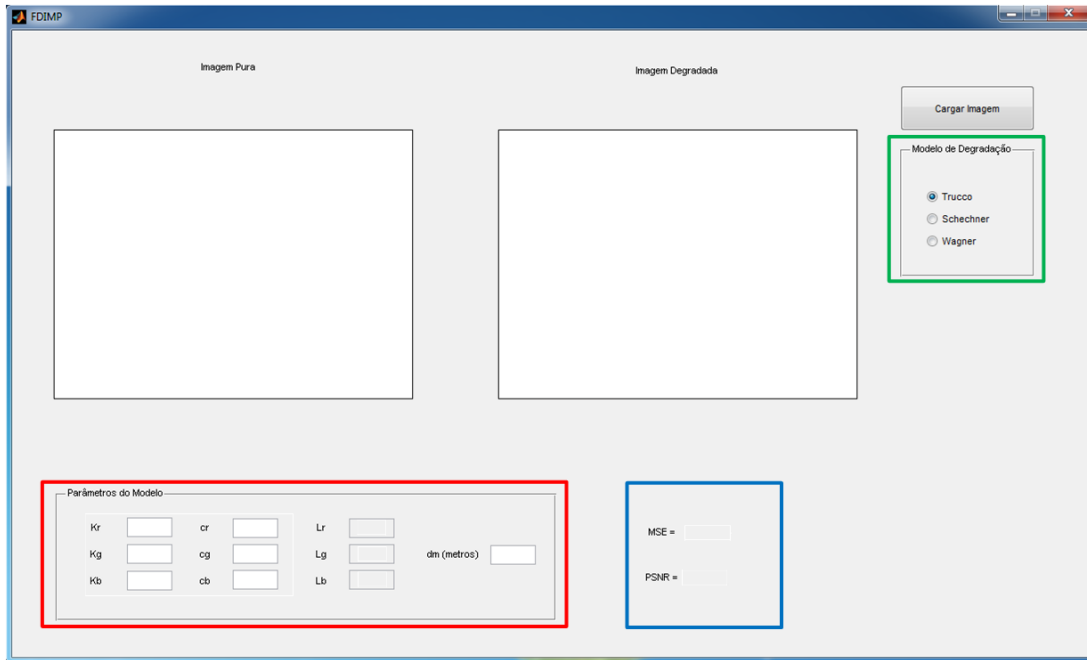 FDIMP
Imagem Pura
Imagem Degradada
Cargar Imagem
Modelo de Degradação
Trucco
Schechner
Wagner
Parâmetros do Modelo
Kr cr Lr
Kg cg Lg dm (metros)
Kb cb Lb
MSE =
PSNR =